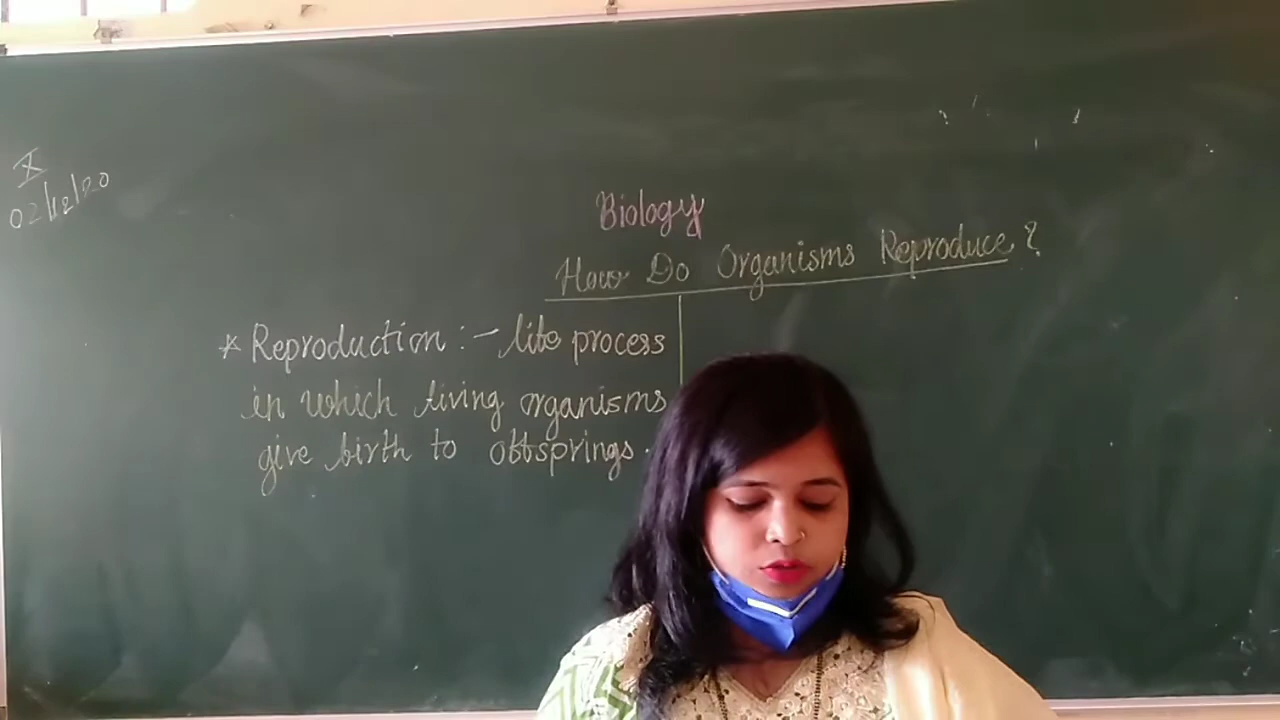 X
02/12/20
Biology
How Do Organisms Reproduce?
* Reproduction :- life process
in which living organisms
give birth to offsprings.